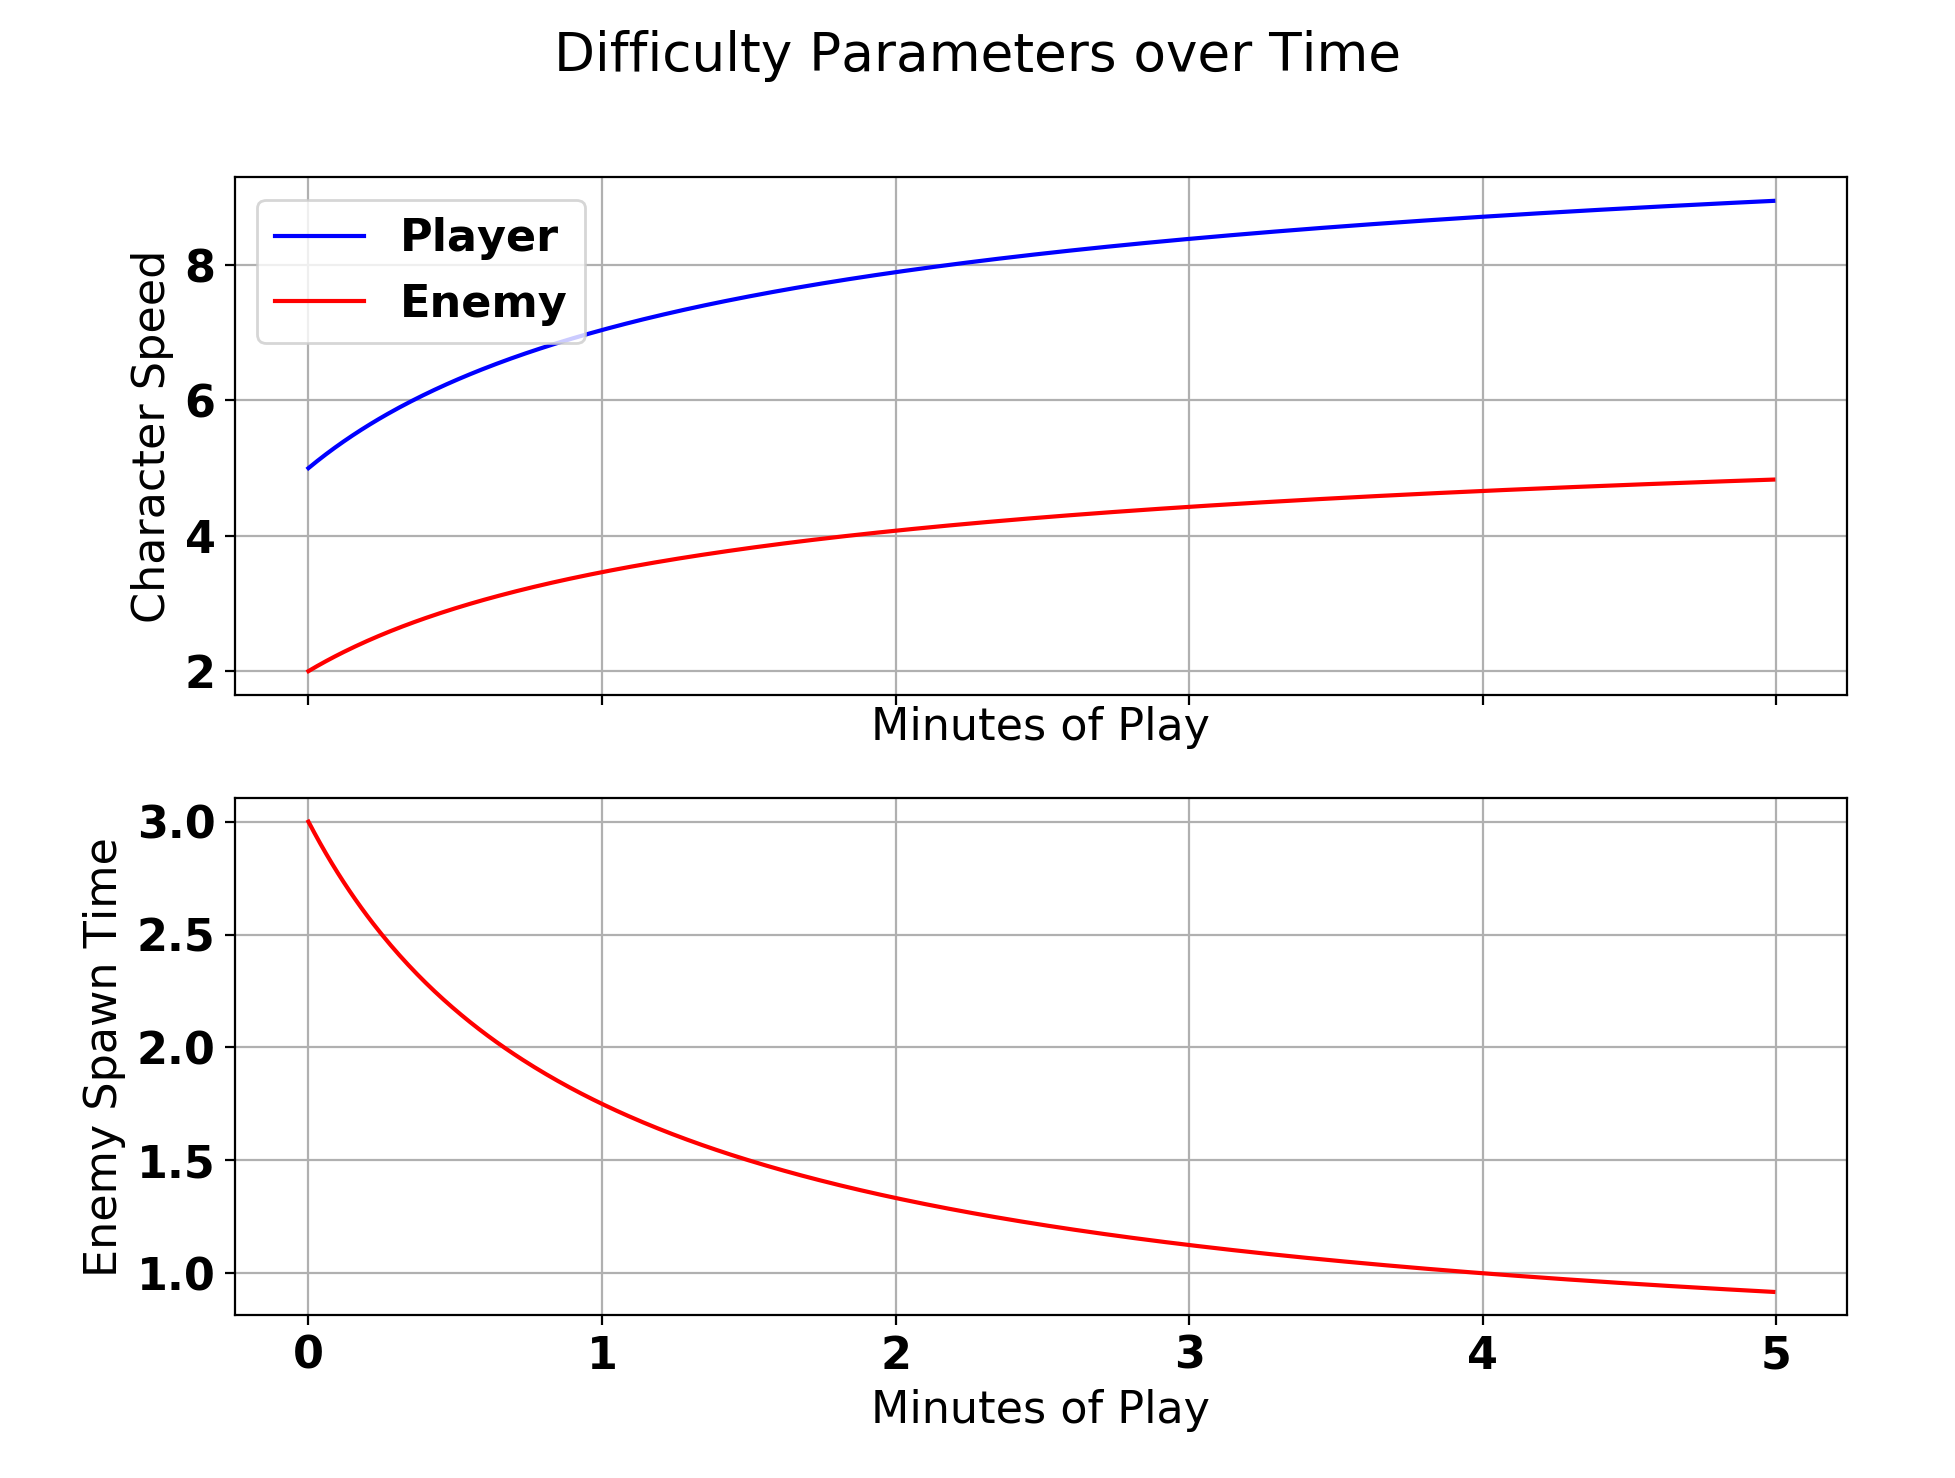 Difficulty Parameters over Time
Player
Enemy
Character Speed
8
6
4
2
Minutes of Play
Enemy Spawn Time
3.0
2.5
2.0
1.5
1.0
0 1 2 3 4 5
Minutes of Play